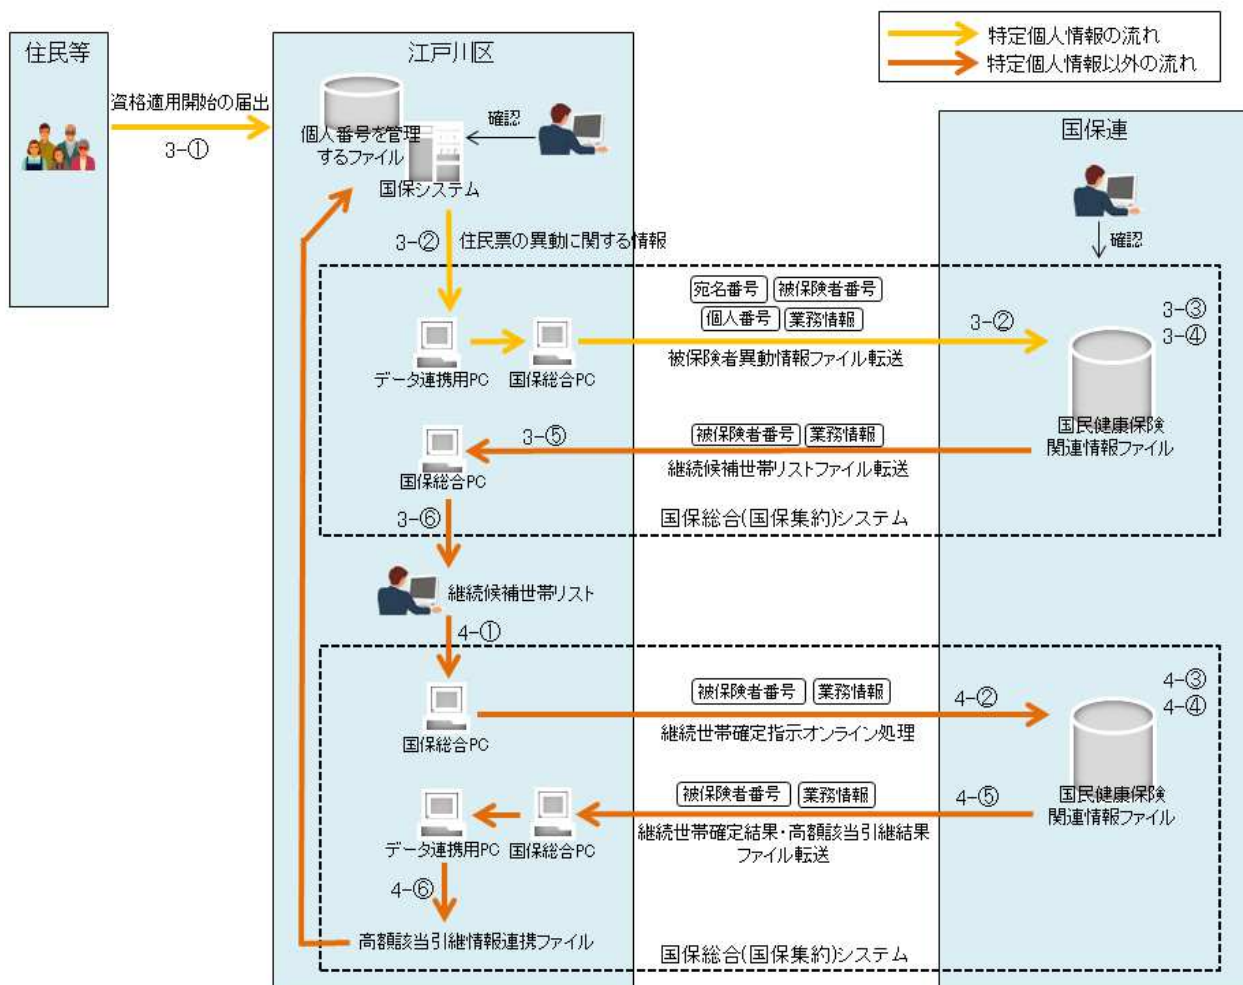 特定個人情報の流れ
特定個人情報以外の流れ
住民等
江戸川区
国保連
資格適用開始の届出
3-①
個人番号を管理
するファイル
確認
国保システム
確認
3-②
住民票の異動に関する情報
宛名番号
被保険者番号
個人番号
業務情報
3-②
3-③
3-④
被保険者異動情報ファイル転送
データ連携用PC
国保総合PC
国民健康保険
関連情報ファイル
3-⑤
被保険者番号
業務情報
継続候補世帯リストファイル転送
国保総合PC
国保総合(国保集約)システム
3-⑥
継続候補世帯リスト
4-①
被保険者番号
業務情報
4-②
4-③
4-④
継続世帯確定指示オンライン処理
国保総合PC
国民健康保険
関連情報ファイル
被保険者番号
業務情報
4-⑤
継続世帯確定結果・高額該当引継結果
ファイル転送
データ連携用PC
国保総合PC
4-⑥
高額該当引継情報連携ファイル
国保総合(国保集約)システム